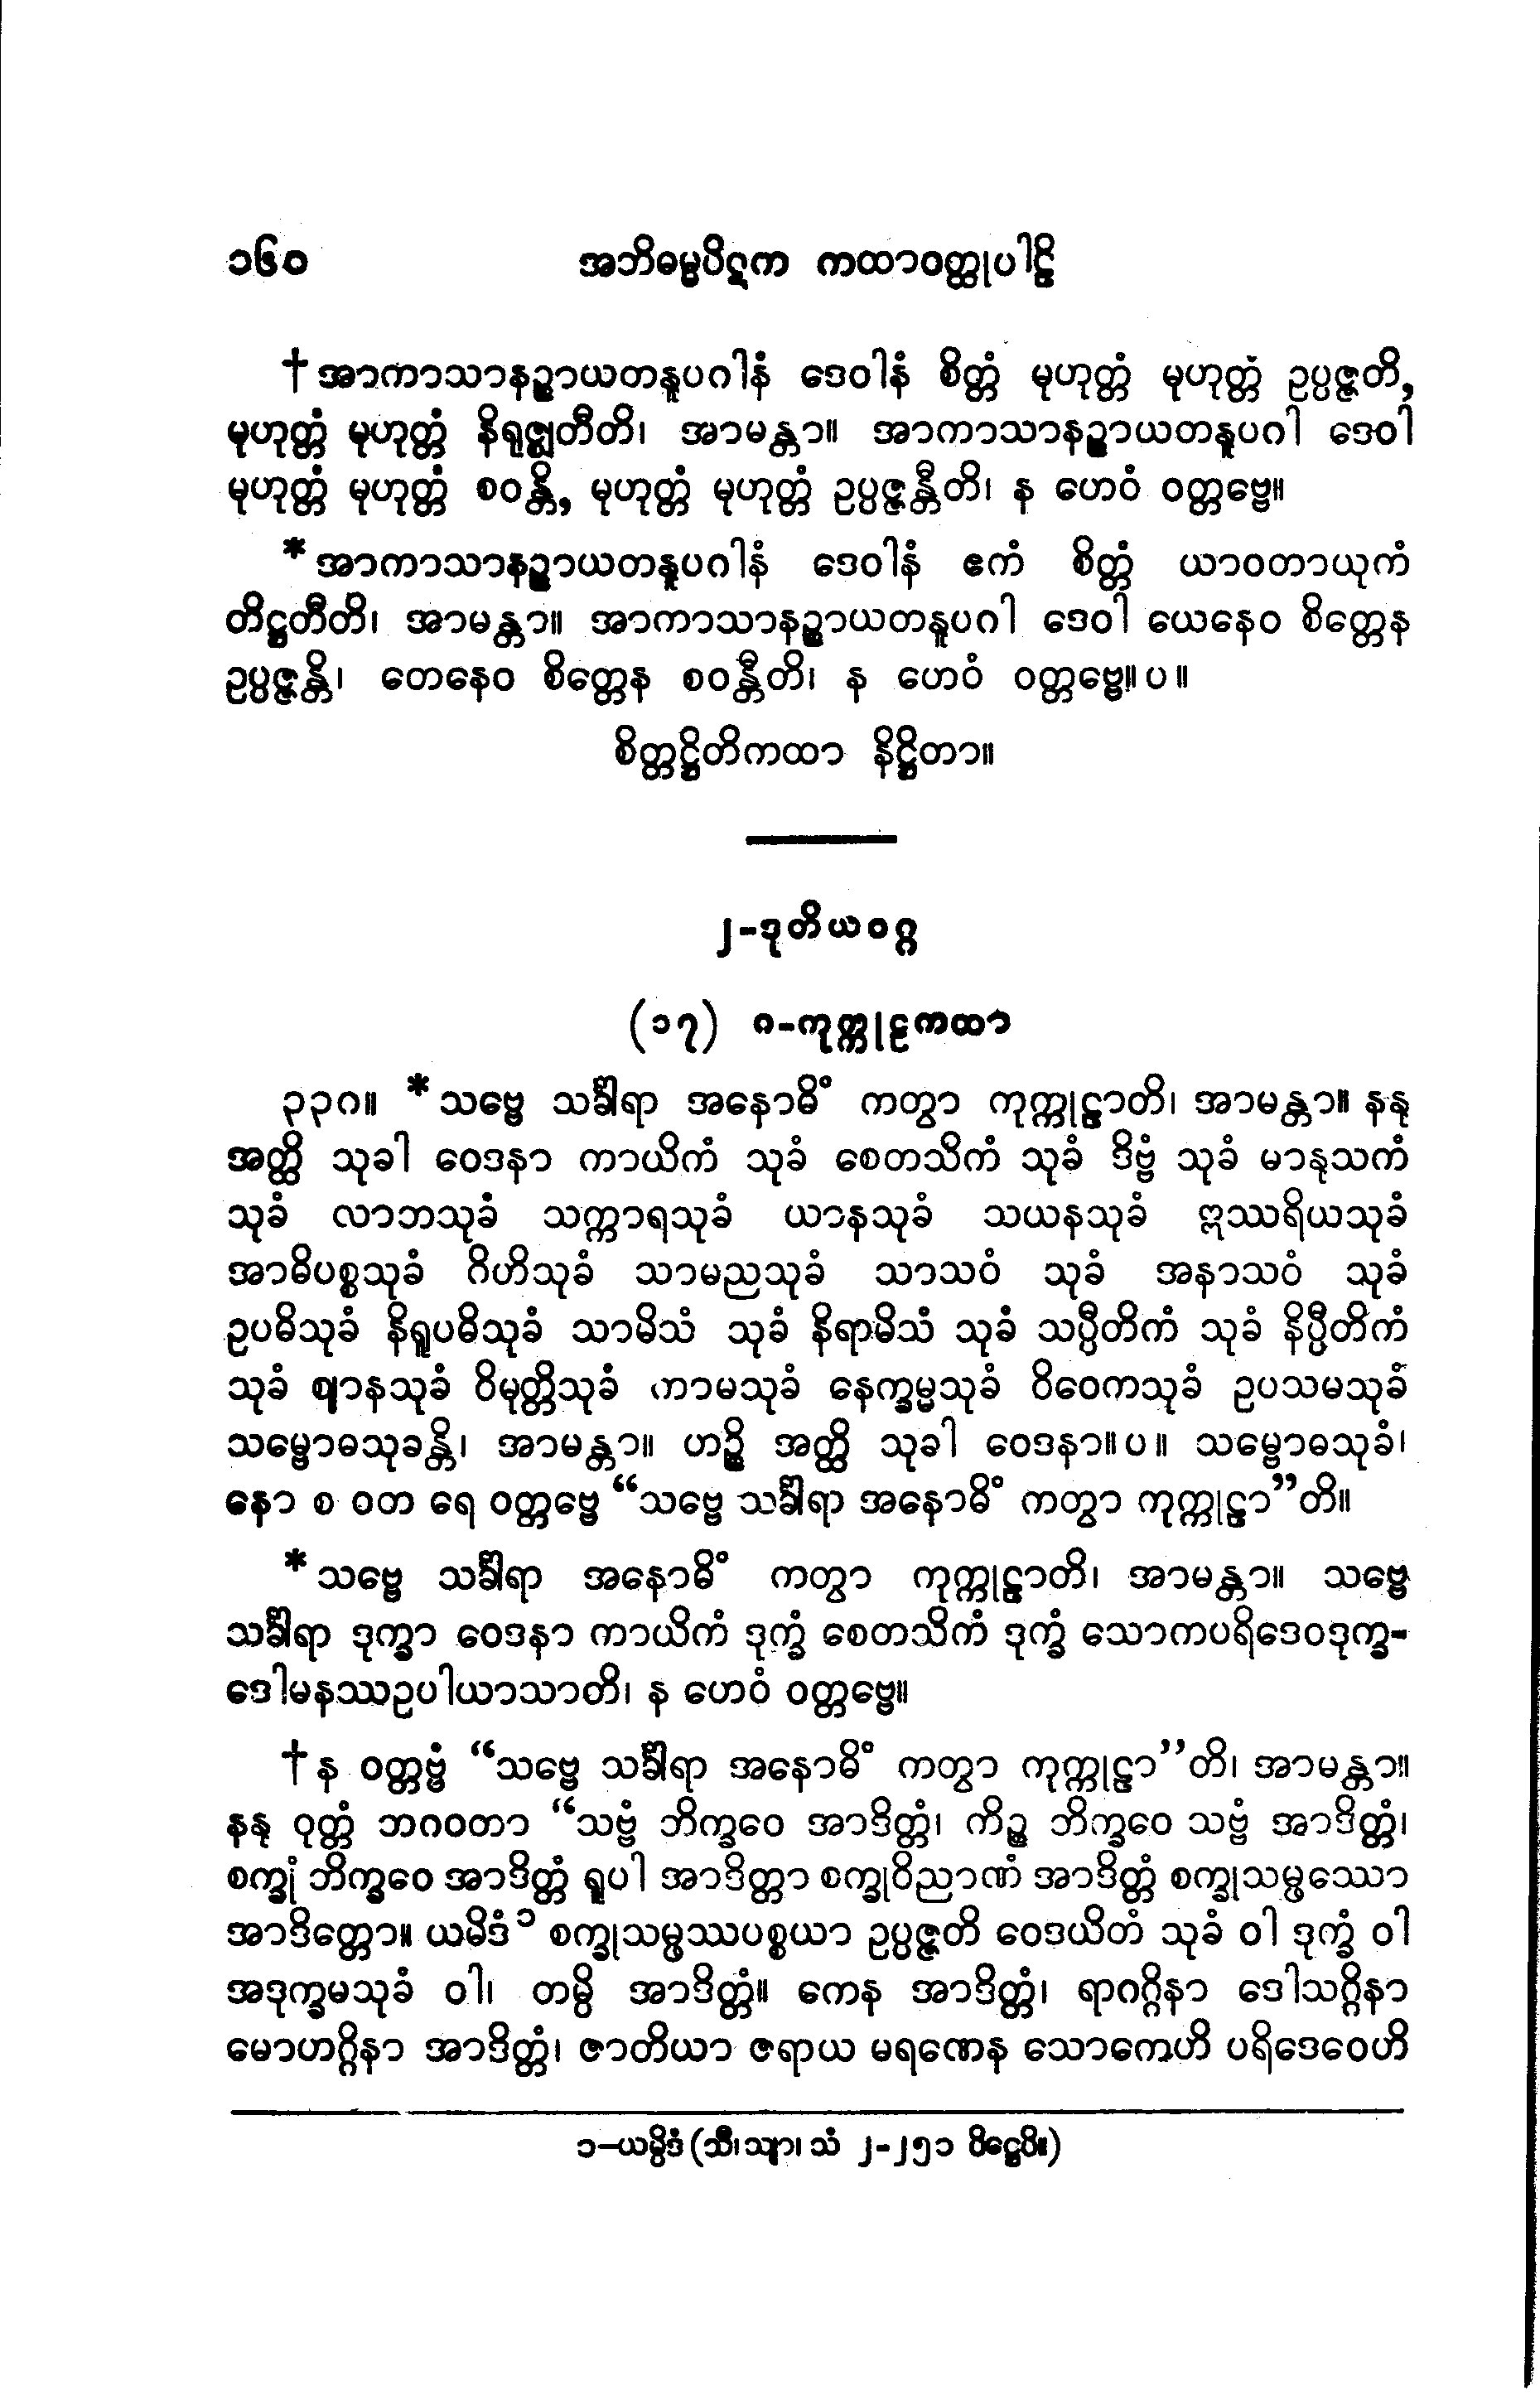 ၁၆၀ အဘိဓမ္မပိဋက ကထာဝတ္ထုပါဠိ
†အာကာသာနဉ္စာယတနူပဂါနံ ဒေဝါနံ စိတ္တံ မုဟုတ္တံ မုဟုတ္တံ ဥပ္ပဇ္ဇတိ,
မုဟုတ္တံ မုဟုတ္တံ နိရုဇ္ဈတီတိ၊ အာမန္တာ။ အာကာသာနဉ္စာယတနူပဂါ ဒေဝါ
မုဟုတ္တံ မုဟုတ္တံ စဝန္တိ, မုဟုတ္တံ မုဟုတ္တံ ဥပ္ပဇ္ဇန္တီတိ၊ န ဟေဝံ ဝတ္တဗ္ဗေ။
*အာကာသာနဉ္စာယတနူပဂါနံ ဒေဝါနံ ဧကံ စိတ္တံ ယာဝတာယုကံ
တိဋ္ဌတီတိ၊ အာမန္တာ။ အာကာသာနဉ္စာယတနူပဂါ ဒေဝါ ယေနေဝ စိတ္တေန
ဥပ္ပဇ္ဇန္တိ၊ တေနေဝ စိတ္တေန စဝန္တီတိ၊ န ဟေဝံ ဝတ္တဗ္ဗေ။ပ။
စိတ္တဋ္ဌိတိကထာ နိဋ္ဌိတာ။
၂-ဒုတိယဝဂ္ဂ
(၁၇) ဂ-ကုက္ကုဠကထာ
၃၃ဂ။ *သဗ္ဗေ သင်္ခါရာ အနောဓိံ ကတွာ ကုက္ကုဠာတိ၊ အာမန္တာ။ နနု
အတ္ထိ သုခါ ဝေဒနာ ကာယိကံ သုခံ စေတသိကံ သုခံ ဒိဗ္ဗံ သုခံ မာနုသကံ
သုခံ လာဘသုခံ သက္ကာရသုခံ ယာနသုခံ သယနသုခံ ဣဿရိယသုခံ
အာဓိပစ္စသုခံ ဂိဟိသုခံ သာမညသုခံ သာသဝံ သုခံ အနာသဝံ သုခံ
ဥပဓိသုခံ နိရူပဓိသုခံ သာမိသံ သုခံ နိရာမိသံ သုခံ သပ္ပီတိကံ သုခံ နိပ္ပီတိကံ
သုခံ ဈာနသုခံ ဝိမုတ္တိသုခံ ကာမသုခံ နေက္ခမ္မသုခံ ဝိဝေကသုခံ ဥပသမသုခံ
သမ္ဗောဓသုခန္တိ၊ အာမန္တာ။ ဟဉ္စိ အတ္ထိ သုခါ ဝေဒနာ။ပ။ သမ္ဗောဓသုခံ၊
နော စ ဝတ ရေ ဝတ္တဗ္ဗေ “သဗ္ဗေ သင်္ခါရာ အနောဓိံ ကတွာ ကုက္ကုဠာ”တိ။
*သဗ္ဗေ သင်္ခါရာ အနောဓိံ ကတွာ ကုက္ကုဠာတိ၊ အာမန္တာ။ သဗ္ဗေ
သင်္ခါရာ ဒုက္ခာ ဝေဒနာ ကာယိကံ ဒုက္ခံ စေတသိကံ ဒုက္ခံ သောကပရိဒေဝဒုက္ခ-
ဒေါမနဿဥပါယာသာတိ၊ န ဟေဝံ ဝတ္တဗ္ဗေ။
†န ဝတ္တဗ္ဗံ “သဗ္ဗေ သင်္ခါရာ အနောဓိံ ကတွာ ကုက္ကုဠာ”တိ၊ အာမန္တာ။
နနု ဝုတ္တံ ဘဂဝတာ “သဗ္ဗံ ဘိက္ခဝေ အာဒိတ္တံ၊ ကိဉ္စ ဘိက္ခဝေ သဗ္ဗံ အာဒိတ္တံ၊
စက္ခုံ ဘိက္ခဝေ အာဒိတ္တံ ရူပါ အာဒိတ္တာ စက္ခုဝိညာဏံ အာဒိတ္တံ စက္ခုသမ္ဖဿော
အာဒိတ္တော။ ယမိဒံ၁ စက္ခုသမ္ဖဿပစ္စယာ ဥပ္ပဇ္ဇတိ ဝေဒယိတံ သုခံ ဝါ ဒုက္ခံ ဝါ
အဒုက္ခမသုခံ ဝါ၊ တမ္ပိ အာဒိတ္တံ။ ကေန အာဒိတ္တံ၊ ရာဂဂ္ဂိနာ ဒေါသဂ္ဂိနာ
မောဟဂ္ဂိနာ အာဒိတ္တံ၊ ဇာတိယာ ဇရာယ မရဏေန သောကေဟိ ပရိဒေဝေဟိ
၁-ယမ္ပိဒံ (သီ၊သျာ၊ သံ ၂-၂၅၁ ပိဋ္ဌေပိ။)